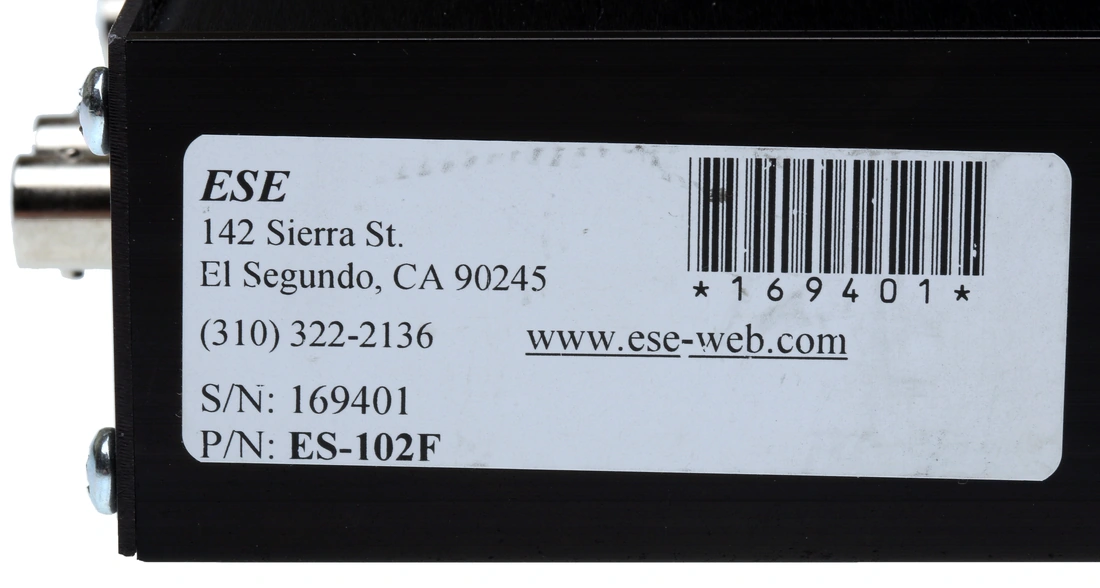 ESE
142 Sierra St.
El Segundo, CA 90245
*169401*
(310) 322-2136 www.ese-web.com
S/N: 169401
P/N: ES-102F